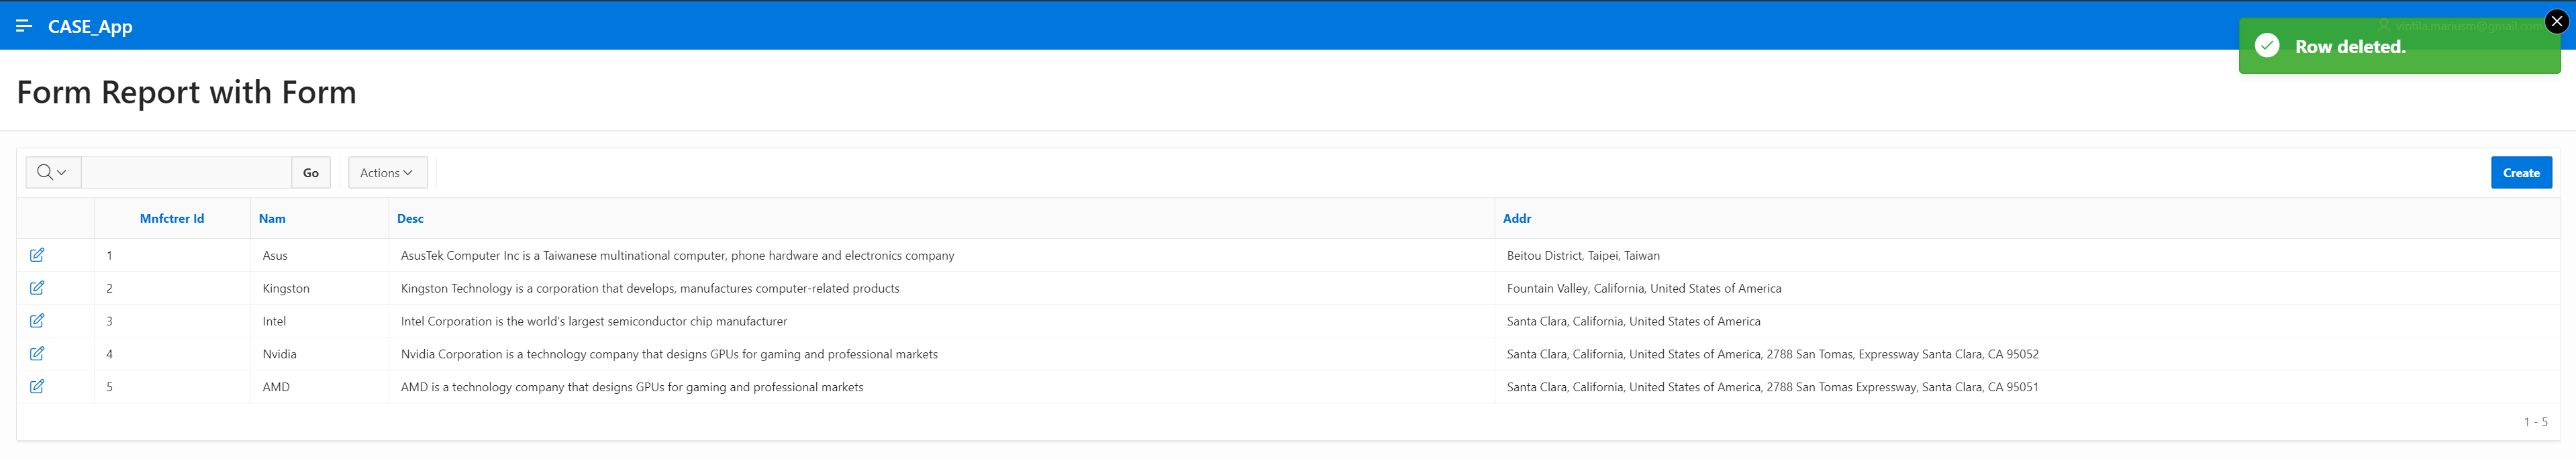 CASE_App
vintila.mariusm@gmail.com
Row deleted.
Form Report with Form
Go
Actions
Create
Mnfctrer Id Nam Desc Addr
1 Asus AsusTek Computer Inc is a Taiwanese multinational computer, phone hardware and electronics company Beitou District, Taipei, Taiwan
2 Kingston Kingston Technology is a corporation that develops, manufactures computer-related products Fountain Valley, California, United States of America
3 Intel Intel Corporation is the world's largest semiconductor chip manufacturer Santa Clara, California, United States of America
4 Nvidia Nvidia Corporation is a technology company that designs GPUs for gaming and professional markets Santa Clara, California, United States of America, 2788 San Tomas, Expressway Santa Clara, CA 95052
5 AMD AMD is a technology company that designs GPUs for gaming and professional markets Santa Clara, California, United States of America, 2788 San Tomas Expressway, Santa Clara, CA 95051
1 - 5